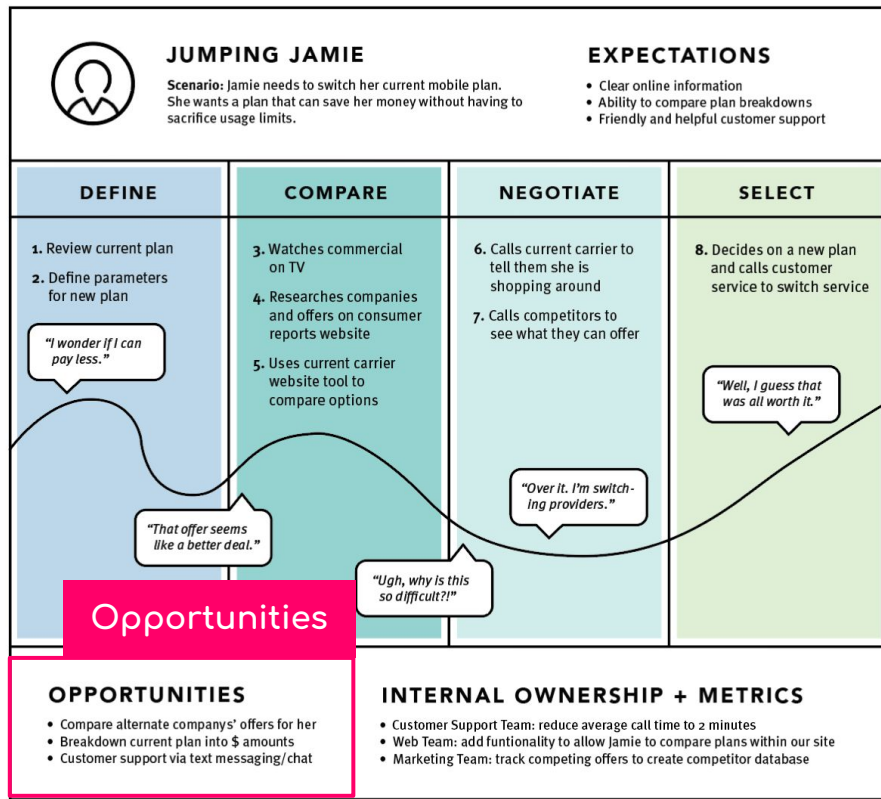 JUMPING JAMIE
Scenario: Jamie needs to switch her current mobile plan.
She wants a plan that can save her money without having to
sacrifice usage limits.
EXPECTATIONS
• Clear online information
• Ability to compare plan breakdowns
• Friendly and helpful customer support
DEFINE
1. Review current plan
2. Define parameters
for new plan
“I wonder if I can
pay less.”
COMPARE
3. Watches commercial
on TV
4. Researches companies
and offers on consumer
reports website
5. Uses current carrier
website tool to
compare options
“That offer seems
like a better deal.”
NEGOTIATE
6. Calls current carrier to
tell them she is
shopping around
7. Calls competitors to
see what they can offer
“Ugh, why is this
so difficult?!”
“Over it. I’m switch-
ing providers.”
SELECT
8. Decides on a new plan
and calls customer
service to switch service
“Well, I guess that
was all worth it.”
Opportunities
OPPORTUNITIES
• Compare alternate companys’ offers for her
• Breakdown current plan into $ amounts
• Customer support via text messaging/chat
INTERNAL OWNERSHIP + METRICS
• Customer Support Team: reduce average call time to 2 minutes
• Web Team: add funtionality to allow Jamie to compare plans within our site
• Marketing Team: track competing offers to create competitor database